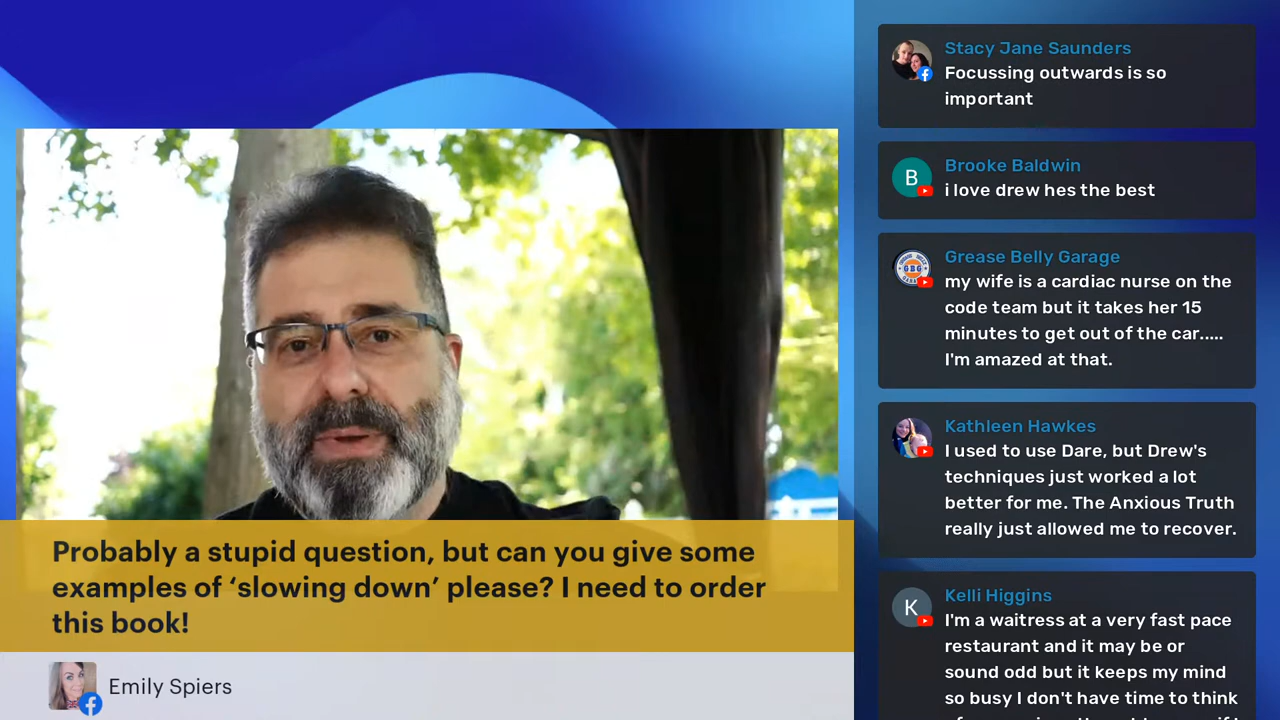 Probably a stupid question, but can you give some
examples of ‘slowing down’ please? I need to order
this book!
Emily Spiers
Stacy Jane Saunders
Focussing outwards is so
important
B
Brooke Baldwin
i love drew hes the best
GBG
Grease Belly Garage
my wife is a cardiac nurse on the
code team but it takes her 15
minutes to get out of the car.....
I'm amazed at that.
Kathleen Hawkes
I used to use Dare, but Drew's
techniques just worked a lot
better for me. The Anxious Truth
really just allowed me to recover.
K
Kelli Higgins
I'm a waitress at a very fast pace
restaurant and it may be or
sound odd but it keeps my mind
so busy I don't have time to think